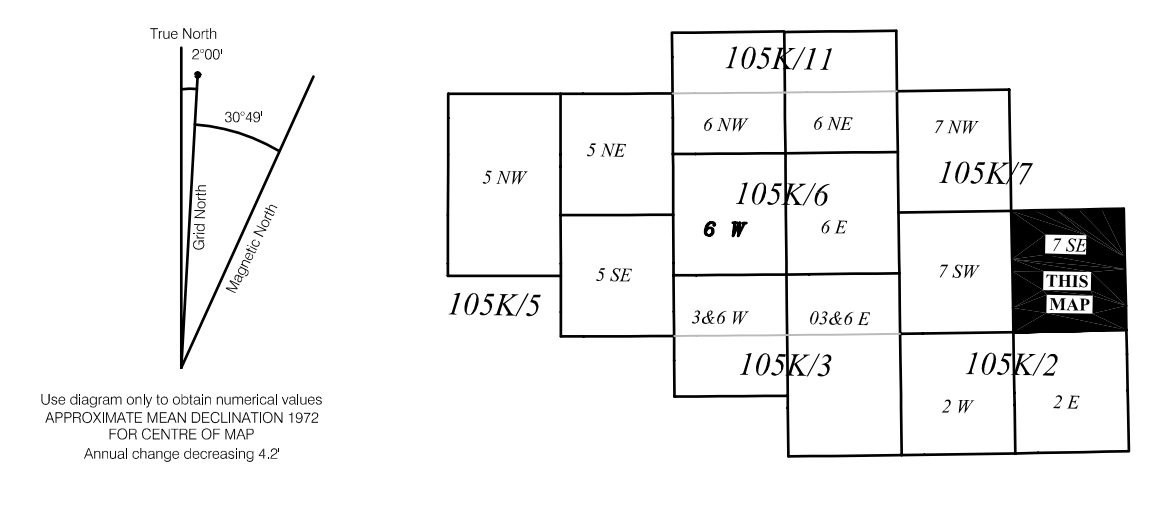 True North
2°00'
30°49'
Grid North
Magnetic North
Use diagram only to obtain numerical values
APPROXIMATE MEAN DECLINATION 1972
FOR CENTRE OF MAP
Annual change decreasing 4.2'
105K/11
6 NW
6 NE
7 NW
5 NE
5 NW
105K/7
105K/6
6 W
6 E
7 SE
5 SE
7 SW
THIS
MAP
105K/5
3&6 W
03&6 E
105K/3
105K/2
2 W
2 E